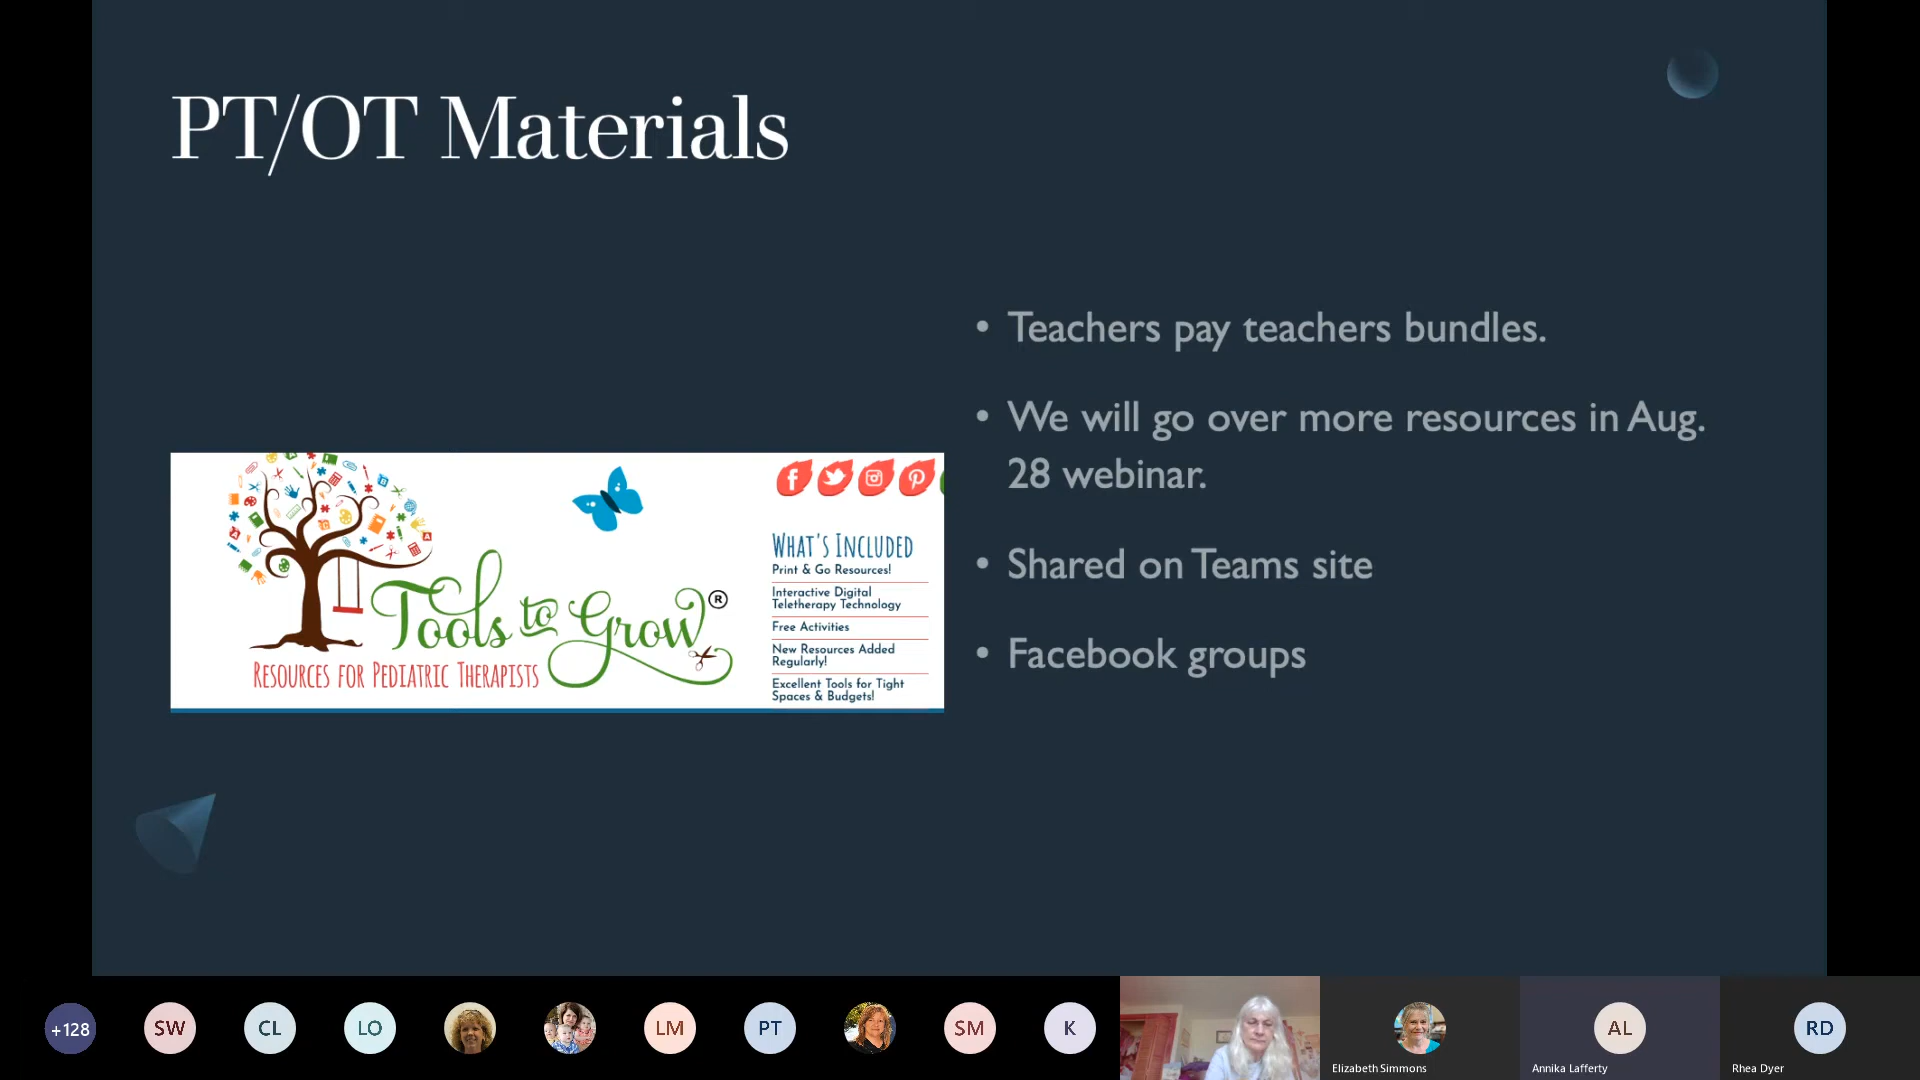 PT/OT Materials
• Teachers pay teachers bundles.
• We will go over more resources in Aug.
28 webinar.
• Shared on Teams site
• Facebook groups
Tools to Grow®
RESOURCES FOR PEDIATRIC THERAPISTS
WHAT'S INCLUDED
Print & Go Resources!
Interactive Digital
Teletherapy Technology
Free Activities
New Resources Added
Regularly!
Excellent Tools for Tight
Spaces & Budgets!
+128
SW
CL
LO
LM
PT
SM
K
Elizabeth Simmons
AL
Annika Lafferty
RD
Rhea Dyer